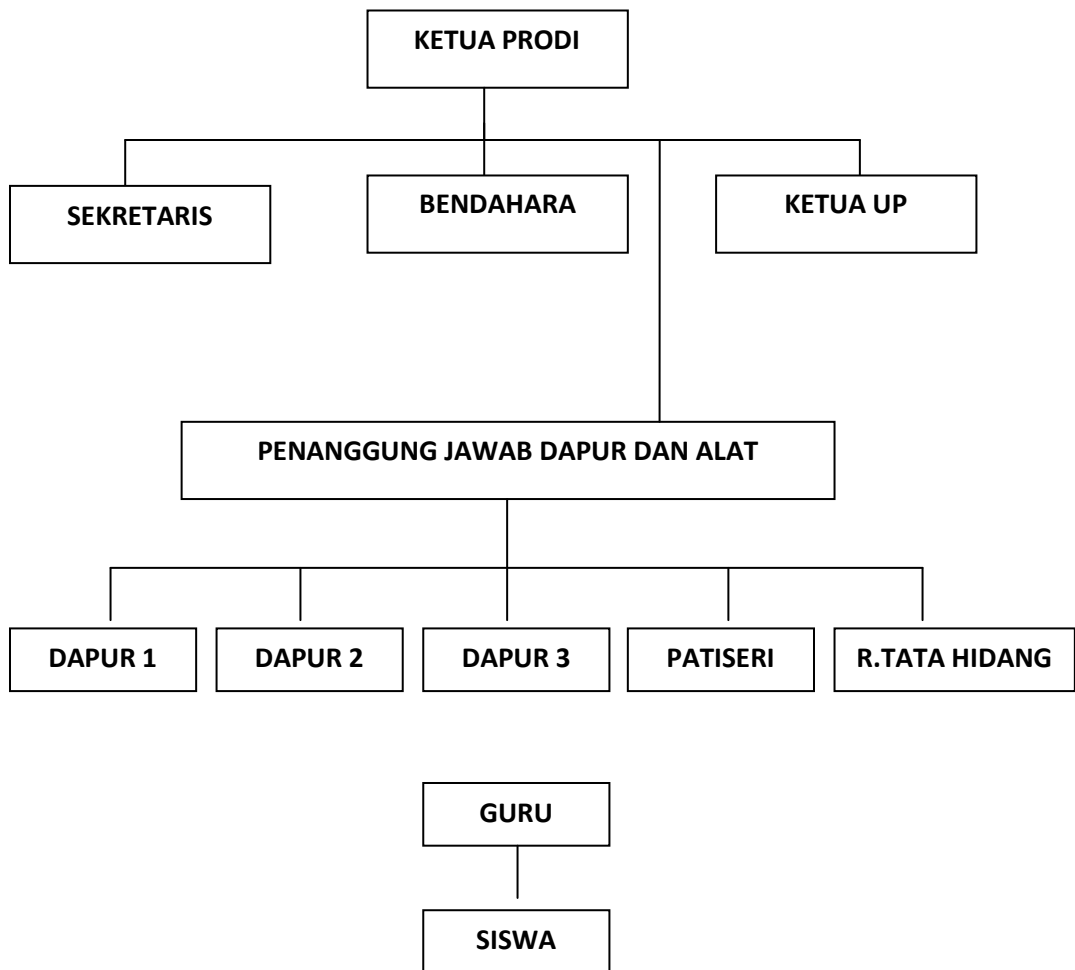 KETUA PRODI
SEKRETARIS
BENDAHARA
KETUA UP
PENANGGUNG JAWAB DAPUR DAN ALAT
DAPUR 1
DAPUR 2
DAPUR 3
PATISERI
R.TATA HIDANG
GURU
SISWA